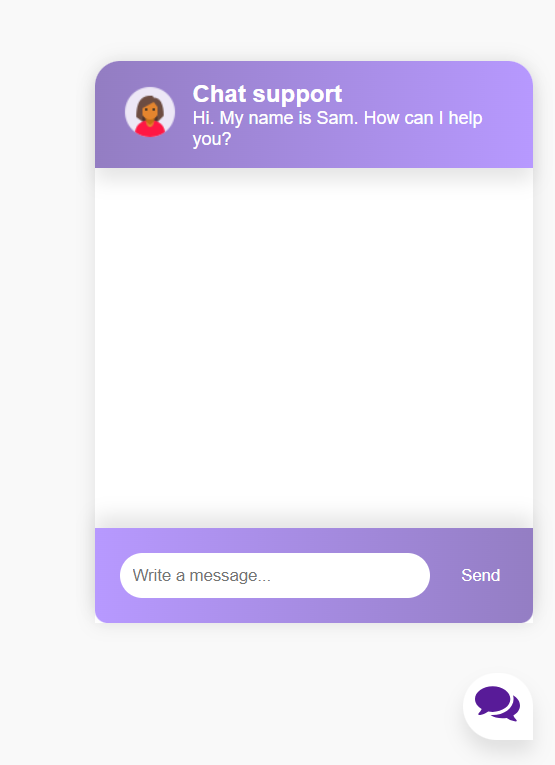 Chat support
Hi. My name is Sam. How can I help
you?
Write a message...
Send